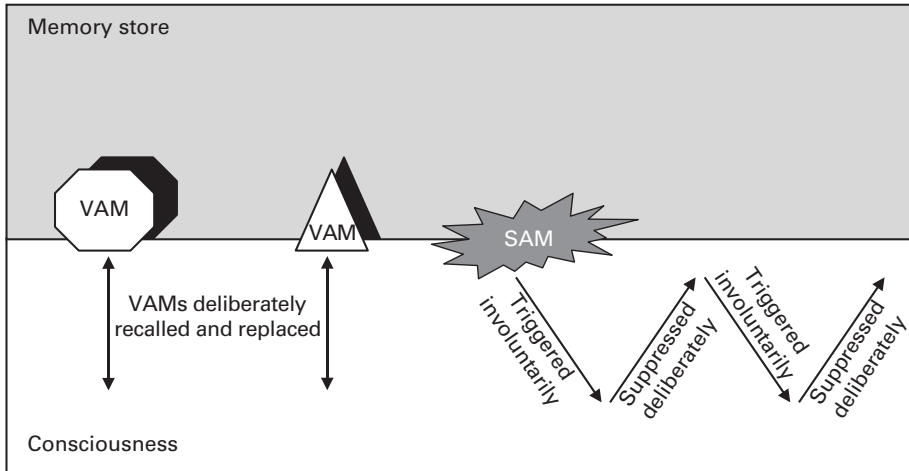 Memory store
VAM
VAM
SAM
VAMs deliberately
recalled and replaced
Triggered
involuntarily
Suppressed
deliberately
Triggered
involuntarily
Suppressed
deliberately
Consciousness